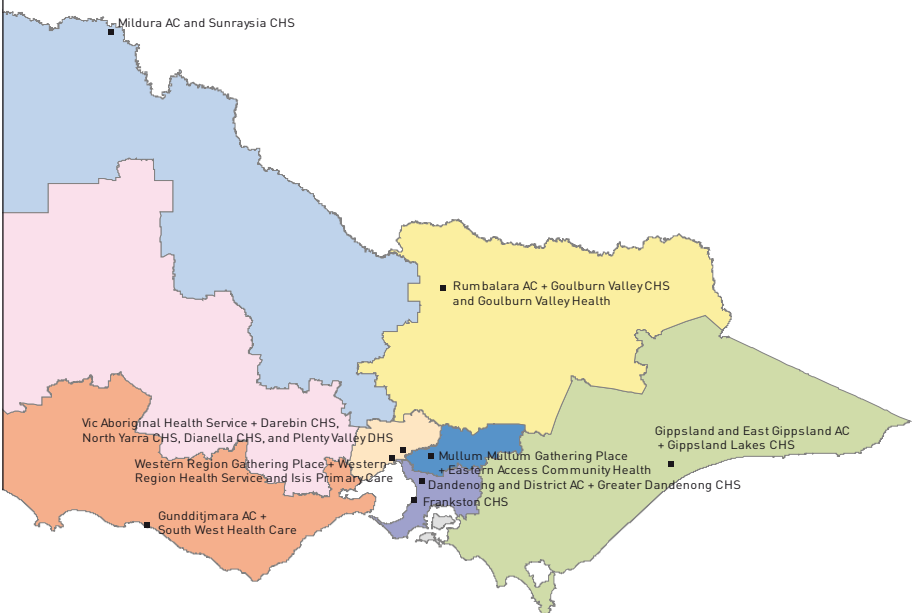 Mildura AC and Sunraysia CHS
Rumbalara AC + Goulburn Valley CHS
and Goulburn Valley Health
Vic Aboriginal Health Service + Darebin CHS,
North Yarra CHS, Dianella CHS, and Plenty Valley DHS
Gippsland and East Gippsland AC
+ Gippsland Lakes CHS
Western Region Gathering Place + Western
Region Health Service and Isis Primary Care
Mullum Mullum Gathering Place
+ Eastern Access Community Health
Dandenong and District AC + Greater Dandenong CHS
Frankston CHS
Gundditjmara AC +
South West Health Care